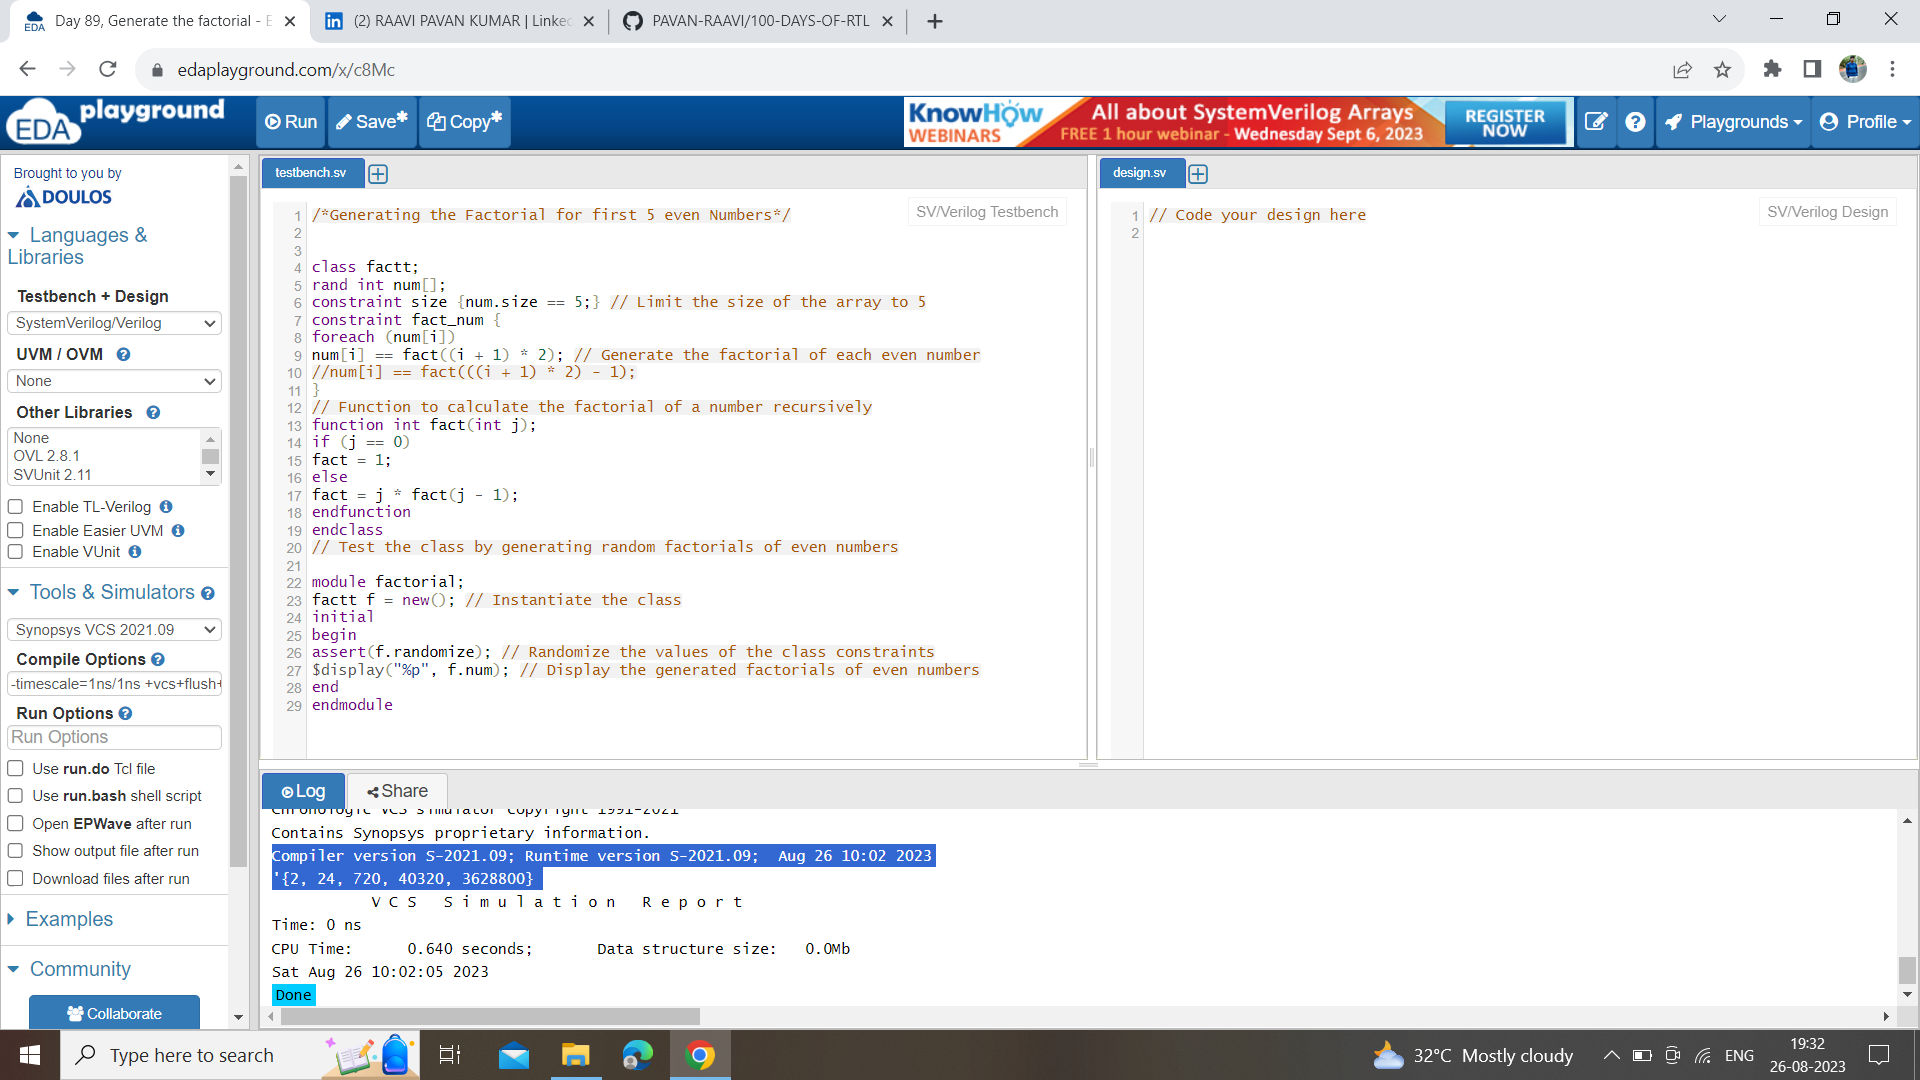 Day 89, Generate the factorial - E
(2) RAAVI PAVAN KUMAR | Linke
PAVAN-RAAVI/100-DAYS-OF-RTL
edaplayground.com/x/c8Mc
EDA playground
Run
Save*
Copy*
KnowHow WEBINARS
All about SystemVerilog Arrays
FREE 1 hour webinar - Wednesday Sept 6, 2023
REGISTER NOW
Playgrounds
Profile
Brought to you by
DOULOS
Languages & Libraries
Testbench + Design
SystemVerilog/Verilog
UVM / OVM
None
Other Libraries
None
OVL 2.8.1
SVUnit 2.11
Enable TL-Verilog
Enable Easier UVM
Enable VUnit
Tools & Simulators
Synopsys VCS 2021.09
Compile Options
-timescale=1ns/1ns +vcs+flush+
Run Options
Run Options
Use run.do Tcl file
Use run.bash shell script
Open EPWave after run
Show output file after run
Download files after run
Examples
Community
Collaborate
testbench.sv
SV/Verilog Testbench
1 /*Generating the Factorial for first 5 even Numbers*/
2
3
4 class factt;
5 rand int num[];
6 constraint size {num.size == 5;} // Limit the size of the array to 5
7 constraint fact_num {
8 foreach (num[i])
9 num[i] == fact((i + 1) * 2); // Generate the factorial of each even number
10 //num[i] == fact(((i + 1) * 2) - 1);
11 }
12 // Function to calculate the factorial of a number recursively
13 function int fact(int j);
14 if (j == 0)
15 fact = 1;
16 else
17 fact = j * fact(j - 1);
18 endfunction
19 endclass
20 // Test the class by generating random factorials of even numbers
21
22 module factorial;
23 factt f = new(); // Instantiate the class
24 initial
25 begin
26 assert(f.randomize); // Randomize the values of the class constraints
27 $display("%p", f.num); // Display the generated factorials of even numbers
28 end
29 endmodule
design.sv
SV/Verilog Design
1 // Code your design here
2
Log
Share
Chronologic VCS simulator copyright 1991-2021
Contains Synopsys proprietary information.
Compiler version S-2021.09; Runtime version S-2021.09;  Aug 26 10:02 2023
'{2, 24, 720, 40320, 3628800}
V C S   S i m u l a t i o n   R e p o r t
Time: 0 ns
CPU Time:      0.640 seconds;       Data structure size:   0.0Mb
Sat Aug 26 10:02:05 2023
Done
Type here to search
32°C Mostly cloudy
ENG
19:32
26-08-2023